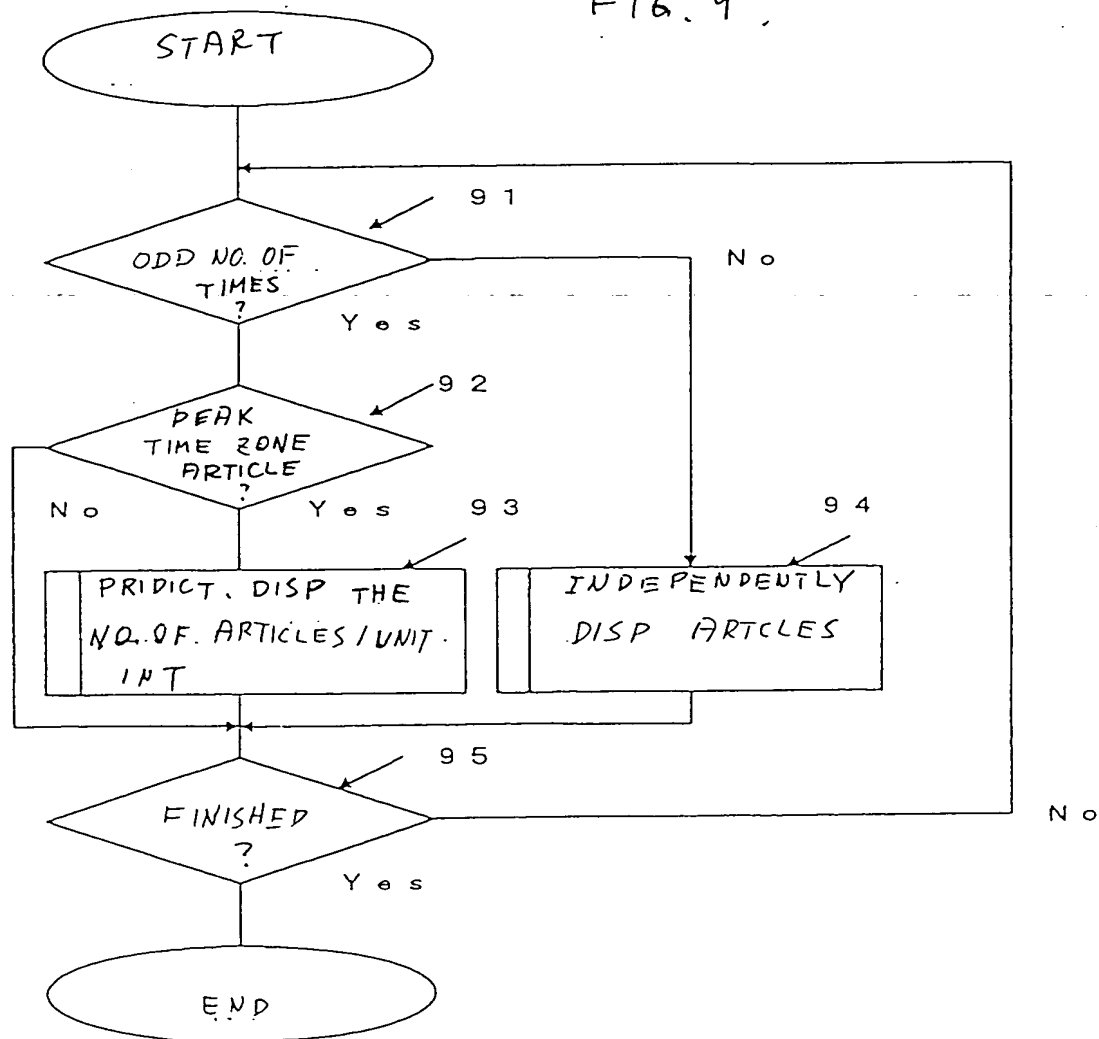 FIG. 9.
START
91
ODD NO. OF
TIMES
?
No
Yes
92
PEAK
TIME ZONE
ARTICLE
?
No
Yes
93
94
PRIDICT. DISP THE
NO. OF. ARTICLES / UNIT.
INT
INDEPENDENTLY
DISP ARTCLES
95
FINISHED
?
No
Yes
END